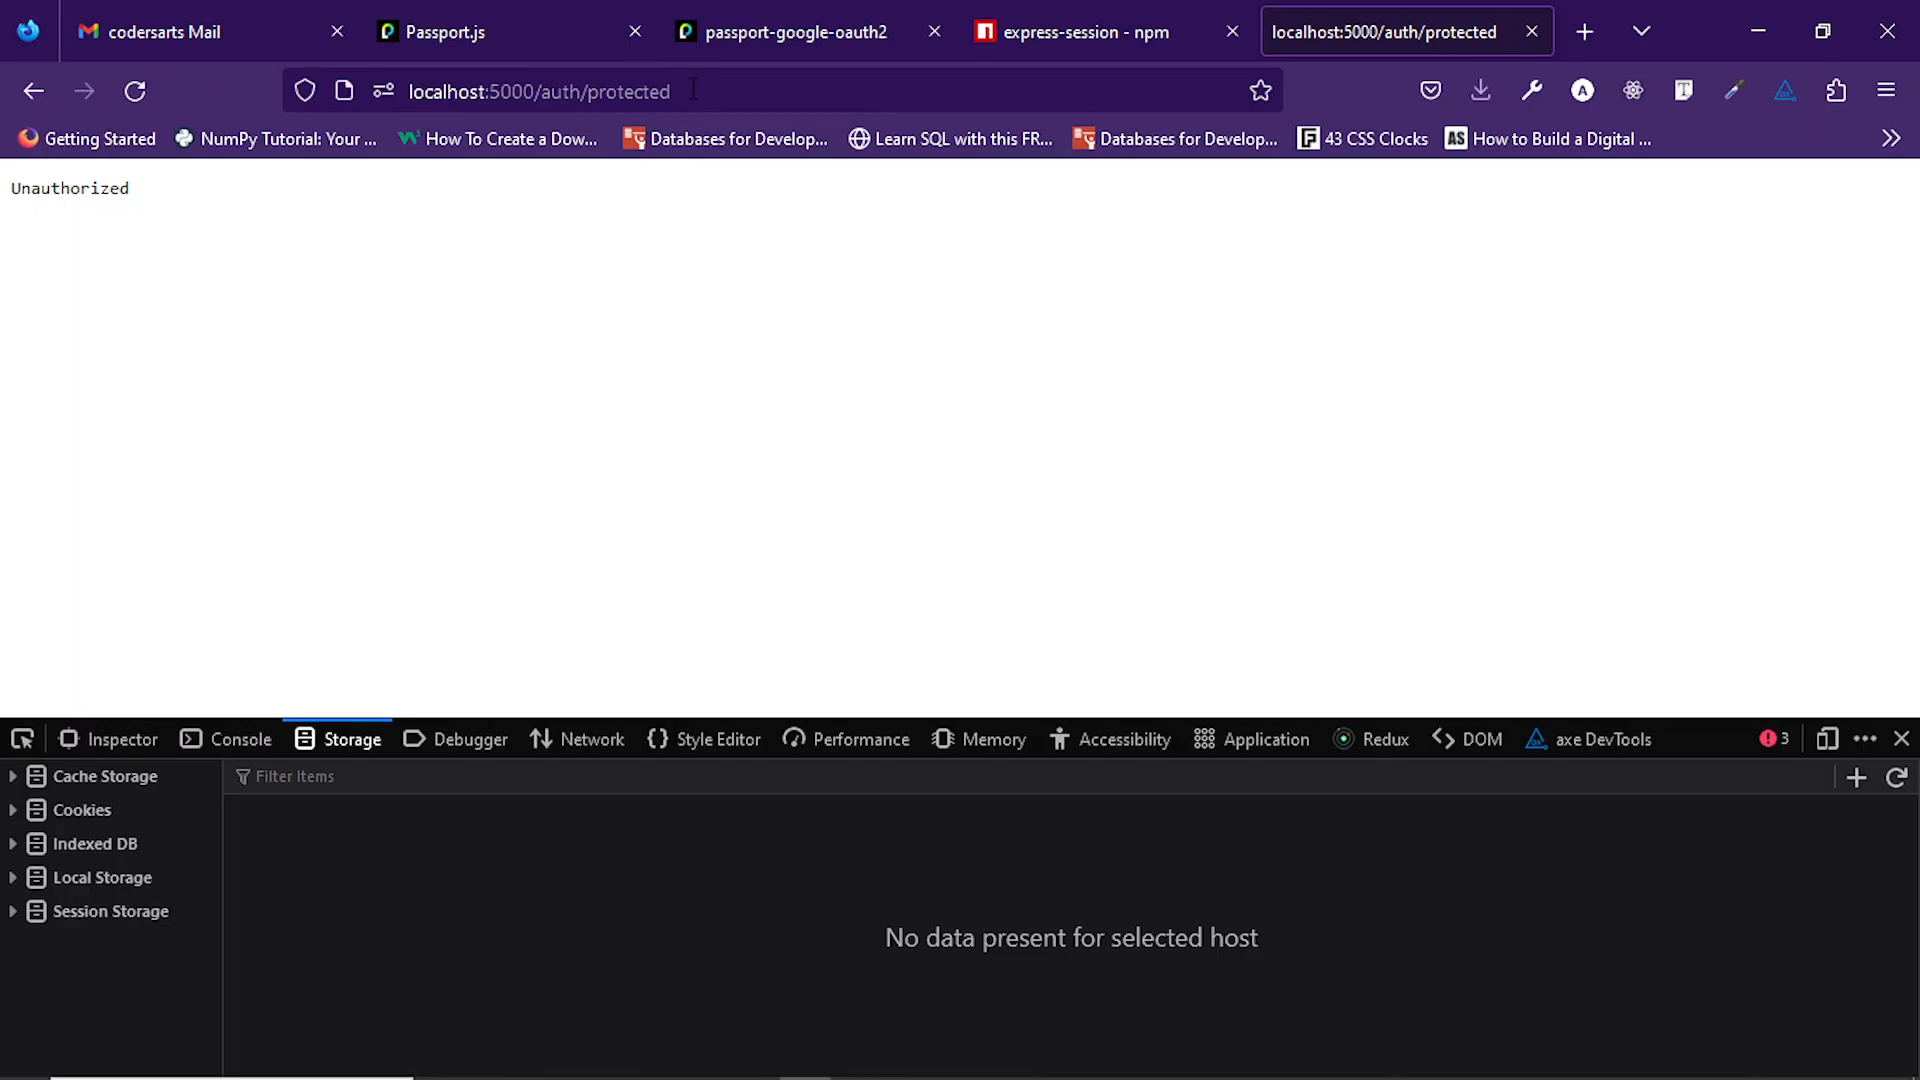 codersarts Mail
Passport.js
passport-google-oauth2
express-session - npm
localhost:5000/auth/protected
localhost:5000/auth/protected
Getting Started
NumPy Tutorial: Your ...
How To Create a Dow...
Databases for Develop...
Learn SQL with this FR...
Databases for Develop...
43 CSS Clocks
AS
How to Build a Digital ...
Unauthorized
Inspector
Console
Storage
Debugger
Network
Style Editor
Performance
Memory
Accessibility
Application
Redux
DOM
axe DevTools
3
Cache Storage
Filter Items
Cookies
Indexed DB
Local Storage
Session Storage
No data present for selected host